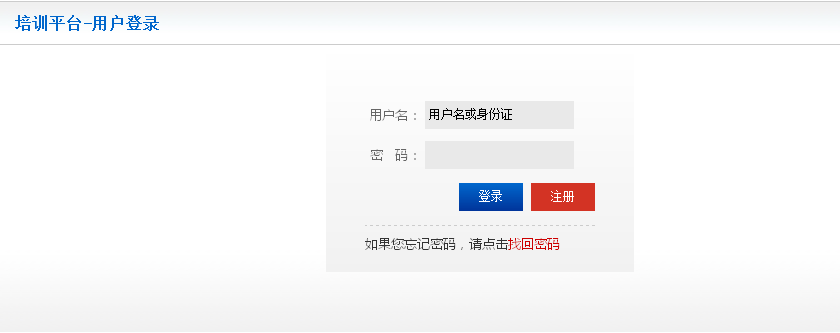 培训平台-用户登录
用户名： 用户名或身份证
密 码：
登录 注册
如果您忘记密码，请点击找回密码